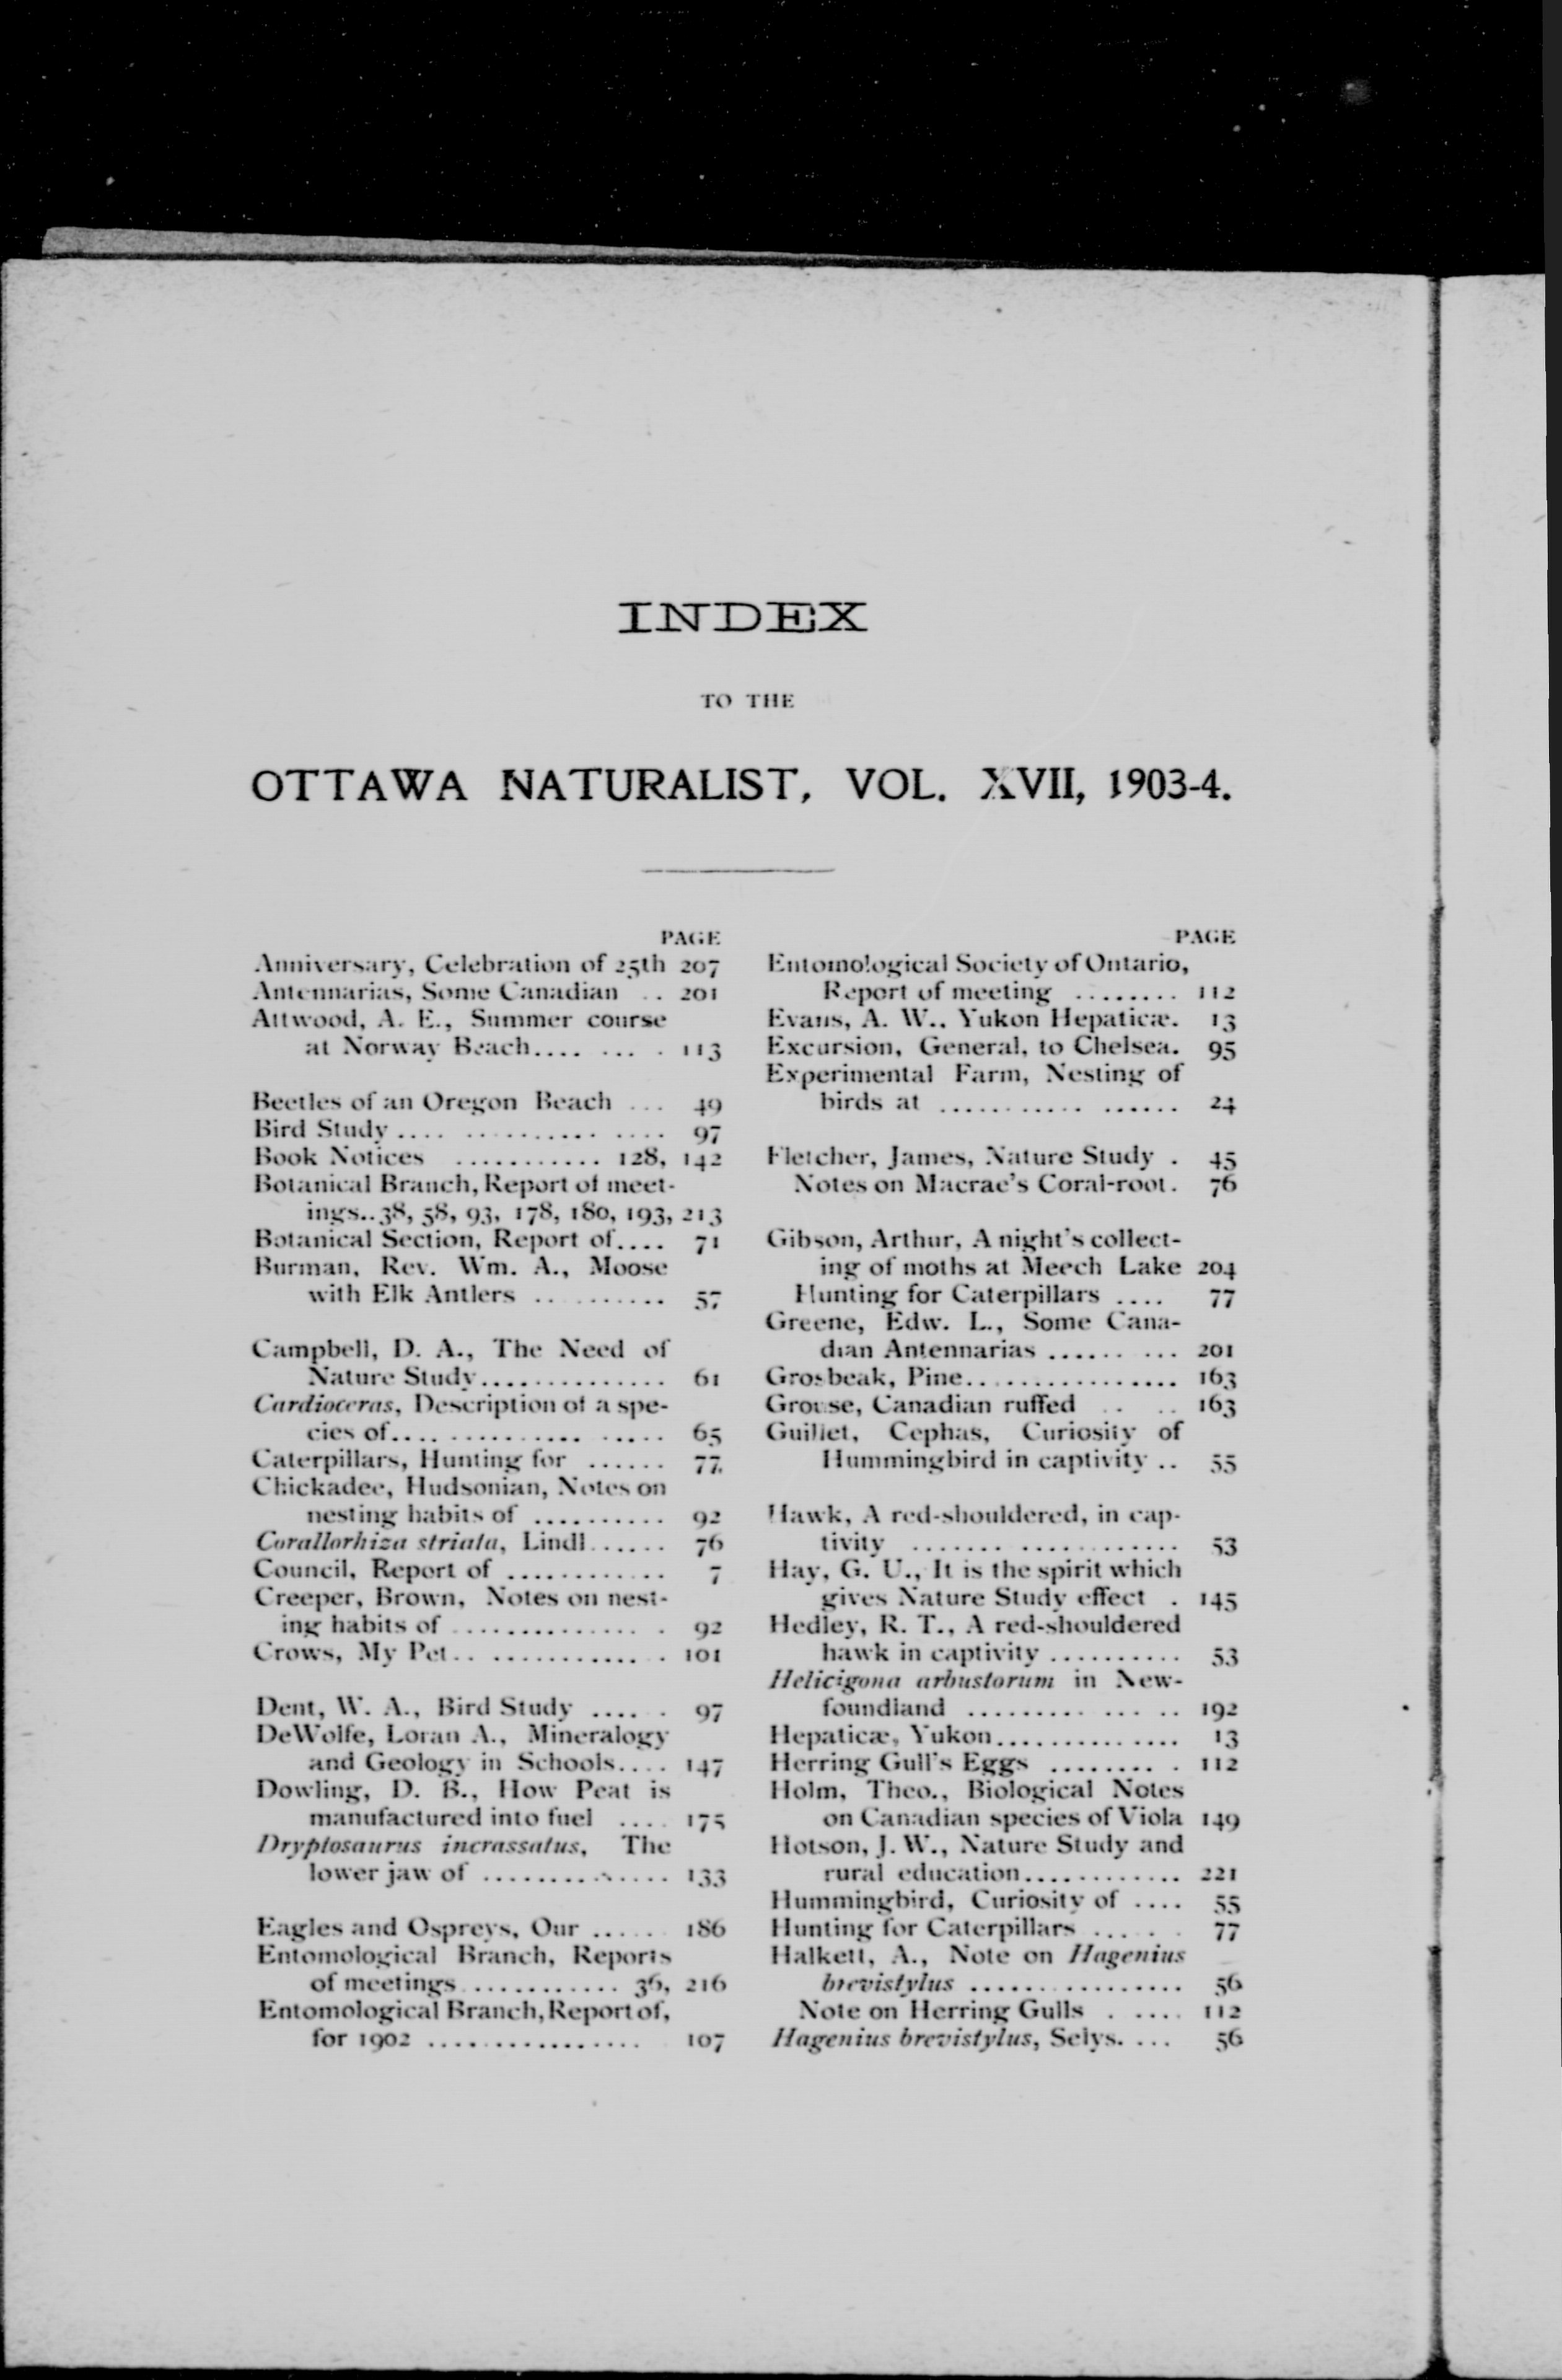 INDEX
TO THE
OTTAWA NATURALIST, VOL. XVII, 1903-4.
PAGE
Anniversary, Celebration of 25th 207
Antennarias, Some Canadian .. 201
Attwood, A. E., Summer course
at Norway Beach.... ... . 113
Beetles of an Oregon Beach ... 49
Bird Study .... .......... .... 97
Book Notices ........... 128, 142
Botanical Branch, Report of meet-
ings..38, 58, 93, 178, 180, 193, 213
Botanical Section, Report of.... 71
Burman, Rev. Wm. A., Moose
with Elk Antlers .......... 57
Campbell, D. A., The Need of
Nature Study.............. 61
Cardioceras, Description of a spe-
cies of.... .......... ..... 65
Caterpillars, Hunting for ...... 77
Chickadee, Hudsonian, Notes on
nesting habits of .......... 92
Corallorhiza striata, Lindl...... 76
Council, Report of ............ 7
Creeper, Brown, Notes on nest-
ing habits of .............. . 92
Crows, My Pet.. ............. . 101
Dent, W. A., Bird Study .... . 97
DeWolfe, Loran A., Mineralogy
and Geology in Schools.... 147
Dowling, D. B., How Peat is
manufactured into fuel .... 175
Dryptosaurus incrassatus, The
lower jaw of .............. 133
Eagles and Ospreys, Our ..... 186
Entomological Branch, Reports
of meetings ........... 36, 216
Entomological Branch, Report of,
for 1902 ................ 107
PAGE
Entomological Society of Ontario,
Report of meeting ........ 112
Evans, A. W., Yukon Hepaticæ. 13
Excursion, General, to Chelsea. 95
Experimental Farm, Nesting of
birds at ........... ...... 24
Fletcher, James, Nature Study . 45
Notes on Macrae's Coral-root. 76
Gibson, Arthur, A night's collect-
ing of moths at Meech Lake 204
Hunting for Caterpillars .... 77
Greene, Edw. L., Some Cana-
dian Antennarias ...... ... 201
Grosbeak, Pine................ 163
Grouse, Canadian ruffed . .. 163
Guillet, Cephas, Curiosity of
Hummingbird in captivity .. 55
Hawk, A red-shouldered, in cap-
tivity ....... ............ 53
Hay, G. U., It is the spirit which
gives Nature Study effect . 145
Hedley, R. T., A red-shouldered
hawk in captivity .......... 53
Helicigona arbustorum in New-
foundland ......... ... .. 192
Hepaticæ, Yukon.............. 13
Herring Gull's Eggs ........ . 112
Holm, Theo., Biological Notes
on Canadian species of Viola 149
Hotson, J. W., Nature Study and
rural education............ 221
Hummingbird, Curiosity of .... 55
Hunting for Caterpillars ..... . 77
Halkett, A., Note on Hagenius
brevistylus ................ 56
Note on Herring Gulls . .... 112
Hagenius brevistylus, Selys. ... 56